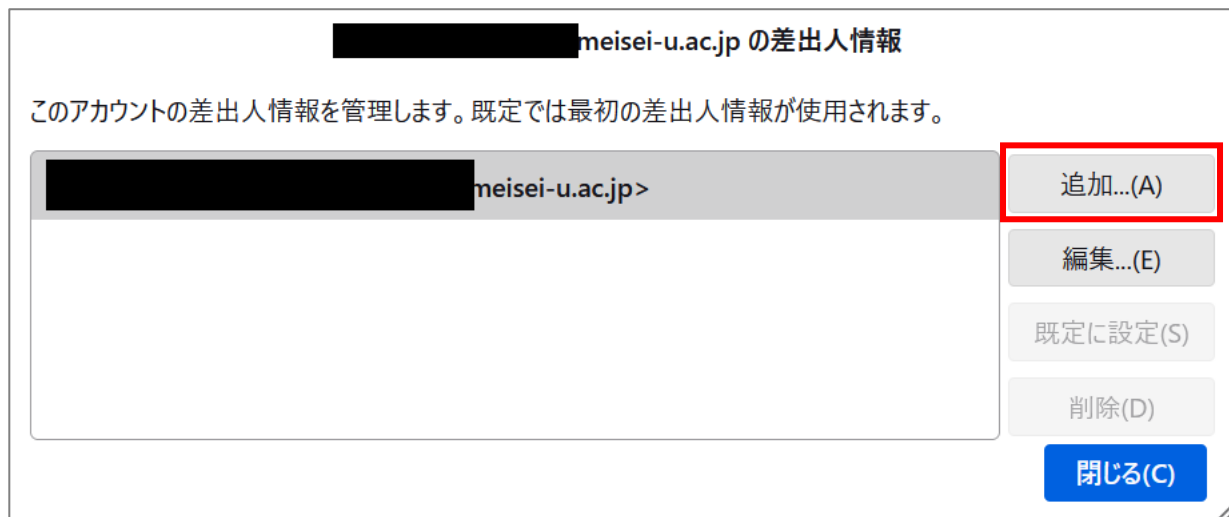 meisei-u.ac.jp の差出人情報
このアカウントの差出人情報を管理します。既定では最初の差出人情報が使用されます。
meisei-u.ac.jp>
追加...(A)
編集...(E)
既定に設定(S)
削除(D)
閉じる(C)